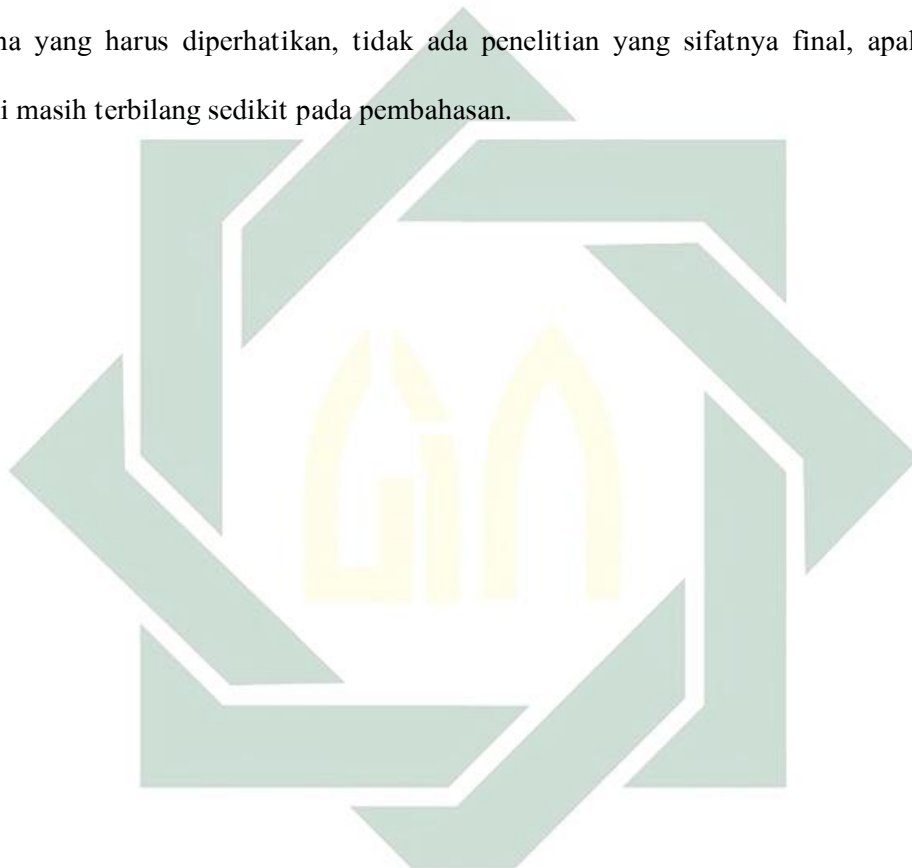 na yang harus diperhatikan, tidak ada penelitian yang sifatnya final, apal
i masih terbilang sedikit pada pembahasan.